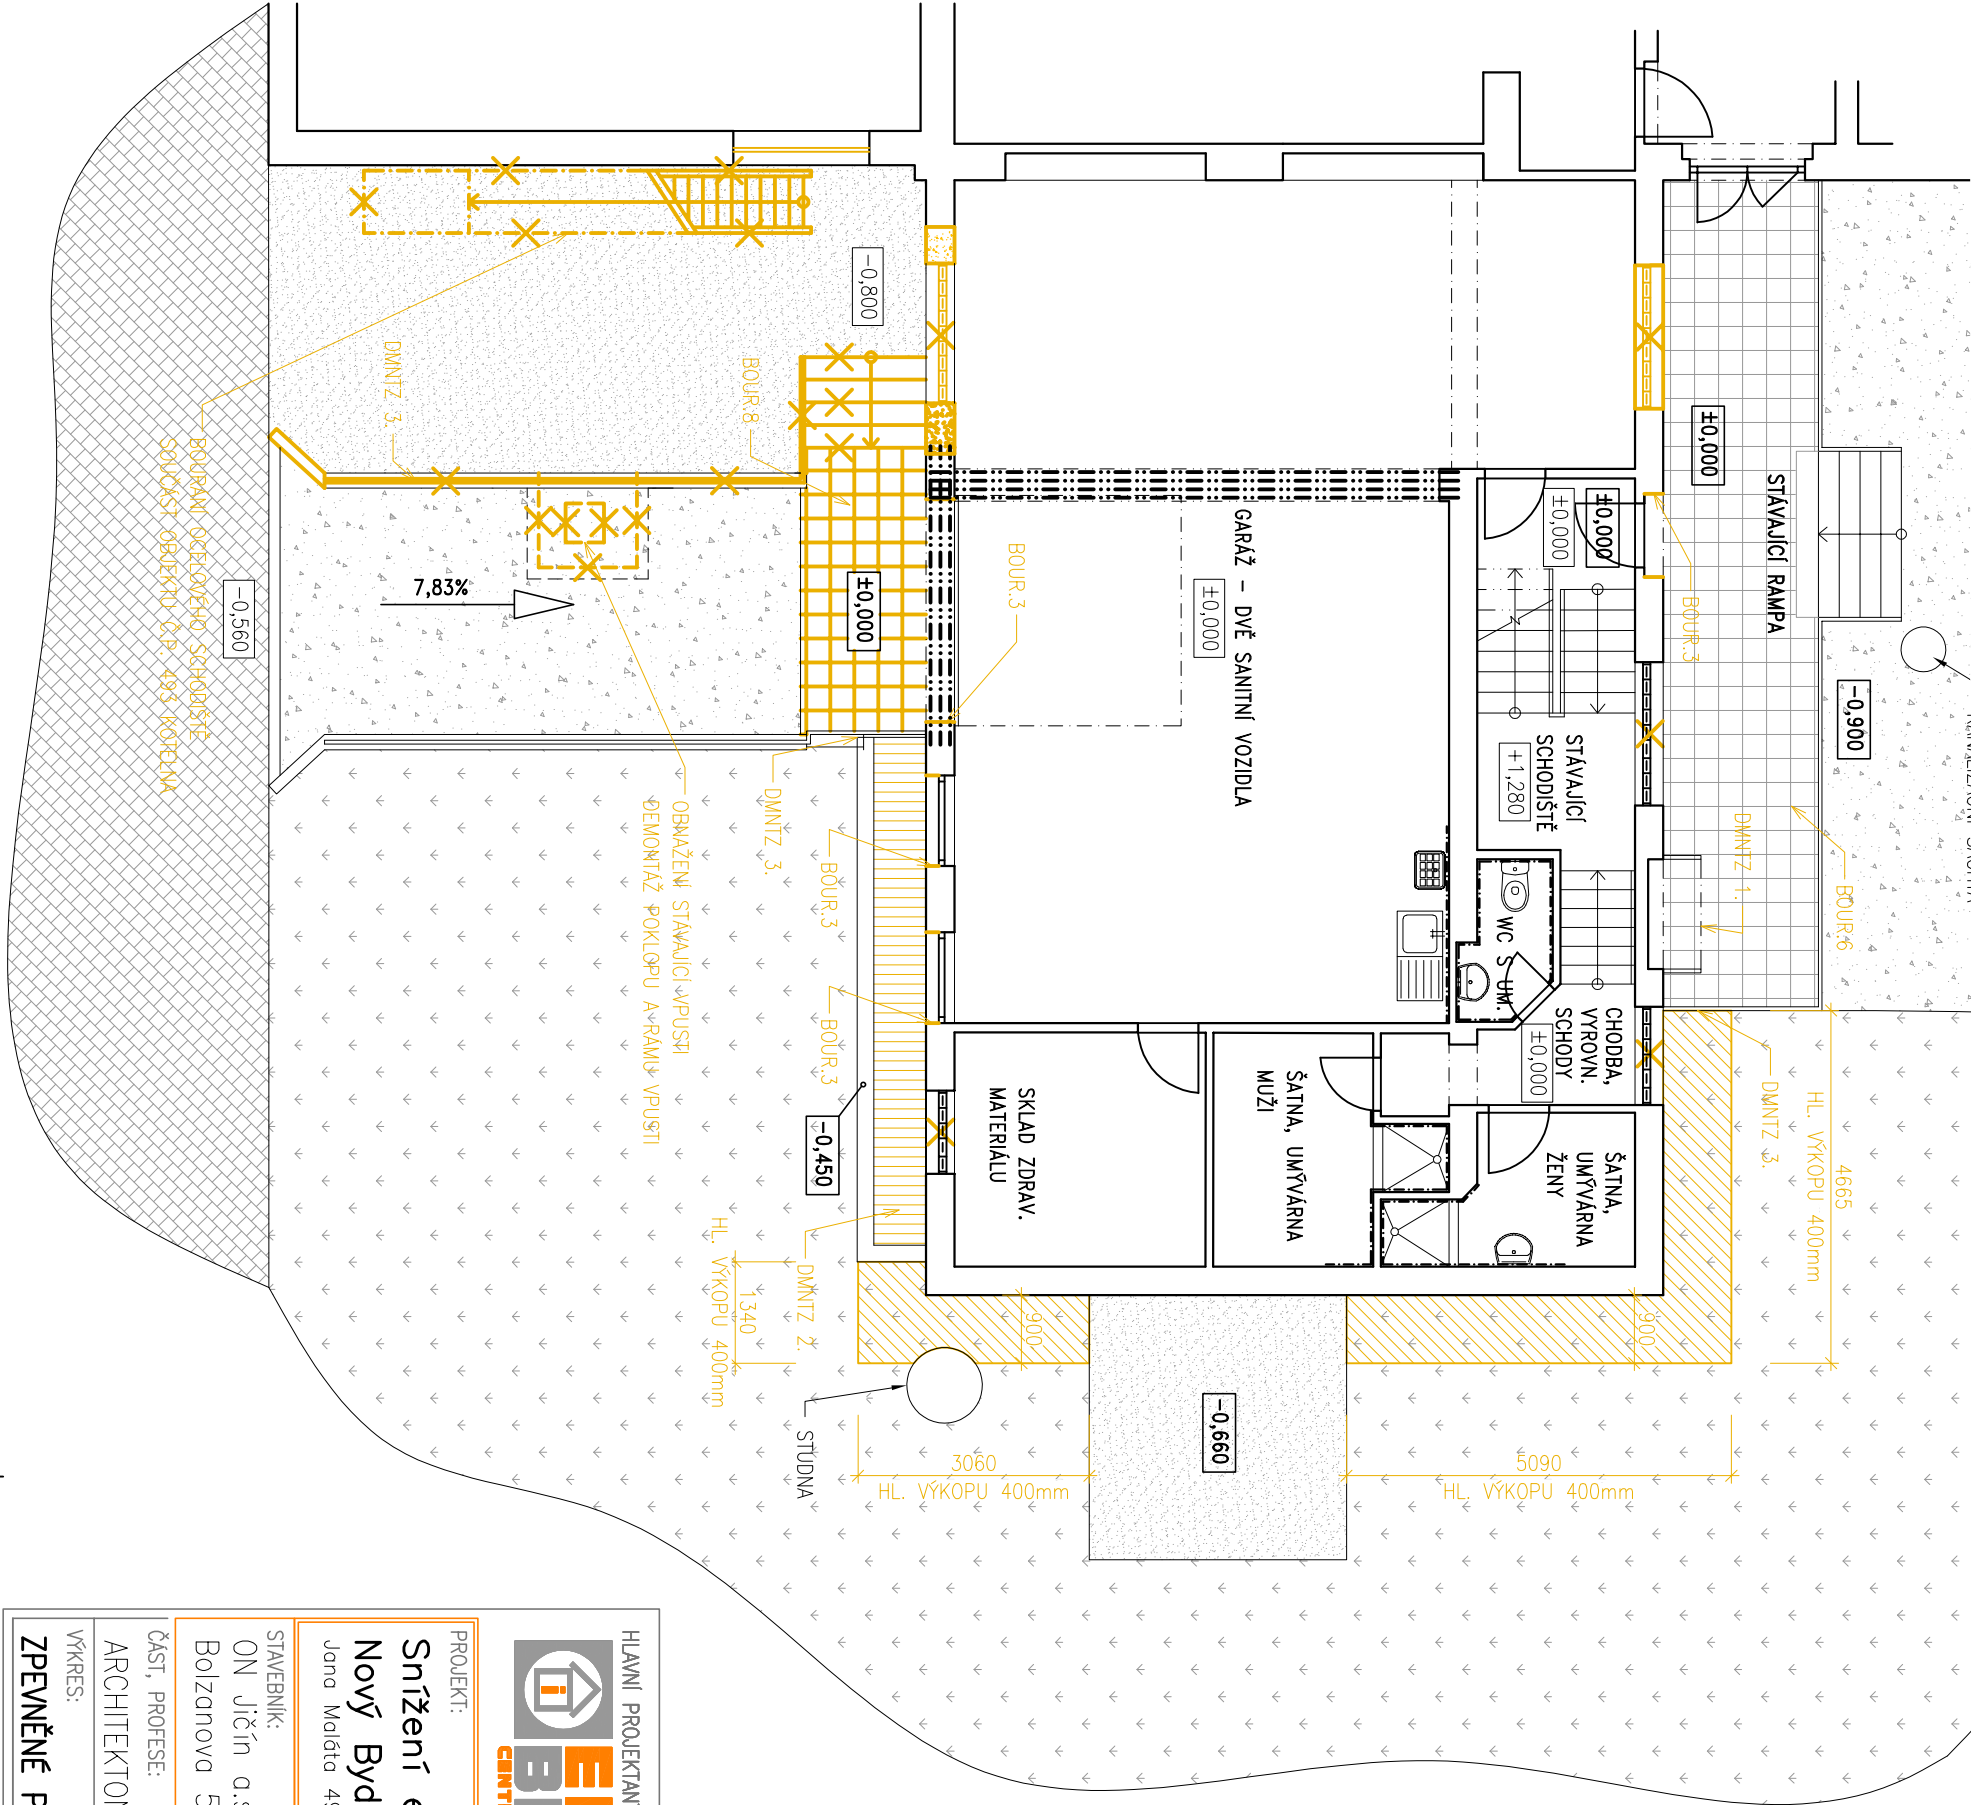 STÁVAJÍCÍ RAMPA
±0,000
-0,900
BOUR.3
±0,000
±0,000
DMNTZ 1.
BOUR.6
STÁVAJÍCÍ
SCHODIŠTĚ
+1,280
WC S UM.
CHODBA,
VYROVN.
SCHODY
±0,000
DMNTZ 3.
HL. VÝKOPU 400mm
4665
ŠATNA,
UMÝVÁRNA
ŽENY
ŠATNA, UMÝVÁRNA
MUŽI
SKLAD ZDRAV.
MATERIÁLU
GARÁŽ - DVĚ SANITNÍ VOZIDLA
±0,000
BOUR.3
-0,800
BOUR.8
DMNTZ 3.
±0,000
7,83%
-0,560
BOURÁNÍ OCELOVÉHO SCHODIŠTĚ
SOUČÁST OBJEKTU Č.P. 493 KOTELNA
DMNTZ 3.
BOUR.3
BOUR.3
OBNAŽENÍ STÁVAJÍCÍ VPUSTI
DEMONTÁŽ POKLOPU A RÁMU VPUSTI
-0,450
DMNTZ 2.
1340
HL. VÝKOPU 400mm
900
900
STUDNA
-0,660
3060
HL. VÝKOPU 400mm
5090
HL. VÝKOPU 400mm
HLAVNÍ PROJEKTANT
PROJEKT:
Snížení e
Nový Byd
Jana Maláta 49
STAVEBNÍK:
ON Jičín a.s
Bolzanova 5
ČÁST, PROFESE:
ARCHITEKTON
VÝKRES:
ZPEVNĚNÉ P